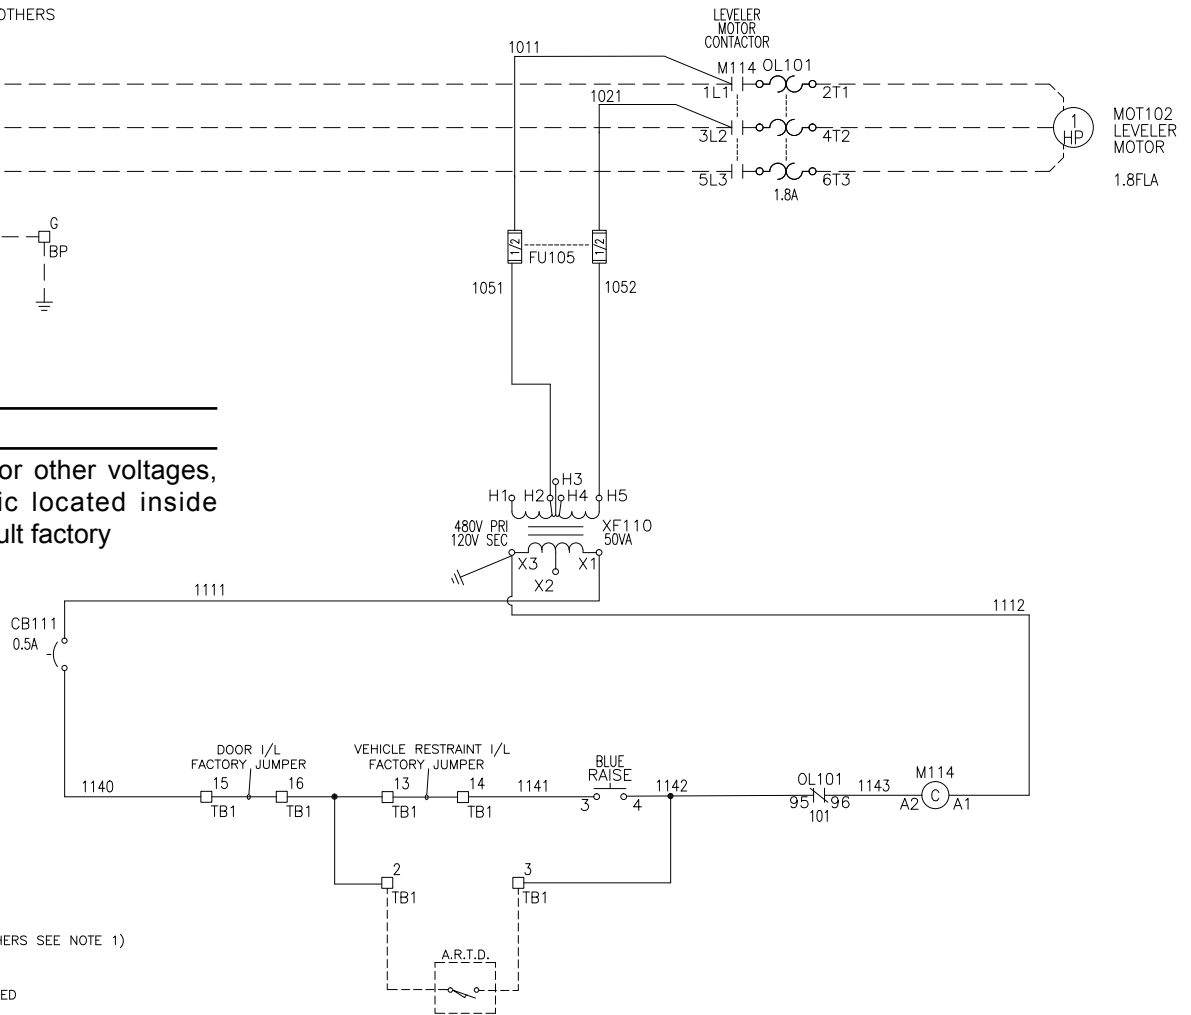 OTHERS
LEVELER
MOTOR
CONTACTOR
1011
M114 OL101
1L1
2T1
1021
3L2
4T2
1
HP
MOT102
LEVELER
MOTOR
1.8FLA
5L3
6T3
1.8A
G
BP
1/2
1/2
FU105
1051
1052
or other voltages,
ic located inside
ult factory
H3
H1 H2 H4 H5
480V PRI
120V SEC
XF110
50VA
X3 X1
X2
1111
1112
CB111
0.5A
DOOR I/L
FACTORY JUMPER
VEHICLE RESTRAINT I/L
FACTORY JUMPER
BLUE
RAISE
1140
15
16
13
14
1141
1142
OL101
1143
M114
TB1
TB1
TB1
TB1
3 4
95 96
101
A2 C A1
2
TB1
3
TB1
HERS SEE NOTE 1)
A.R.T.D.
ED